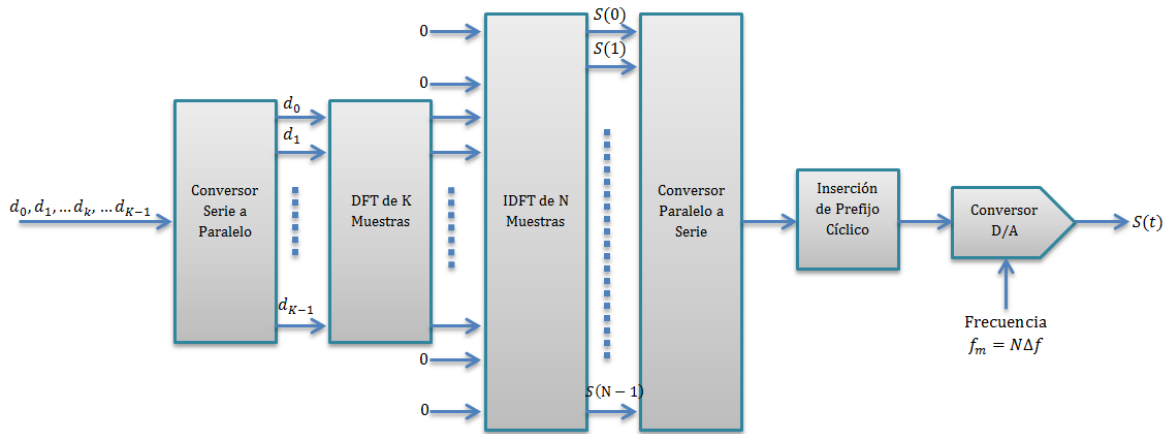 d_0, d_1, … d_k, … d_{K−1}
Conversor
Serie a
Paralelo
d_0
d_1
d_{K−1}
DFT de K
Muestras
0
0
0
0
IDFT de N
Muestras
S(0)
S(1)
S(N − 1)
Conversor
Paralelo a
Serie
Inserción
de Prefijo
Cíclico
Conversor
D/A
S(t)
Frecuencia
f_m = NΔf